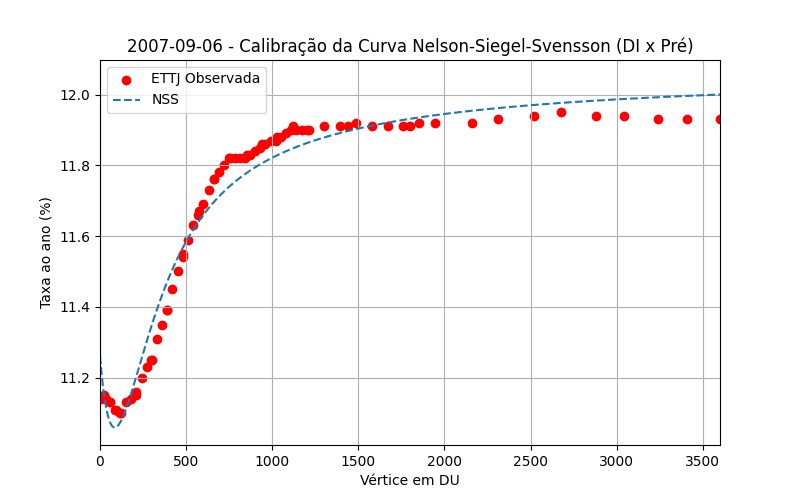 2007-09-06 - Calibração da Curva Nelson-Siegel-Svensson (DI x Pré)
ETTJ Observada
NSS
Taxa ao ano (%)
12.0
11.8
11.6
11.4
11.2
0 500 1000 1500 2000 2500 3000 3500
Vértice em DU